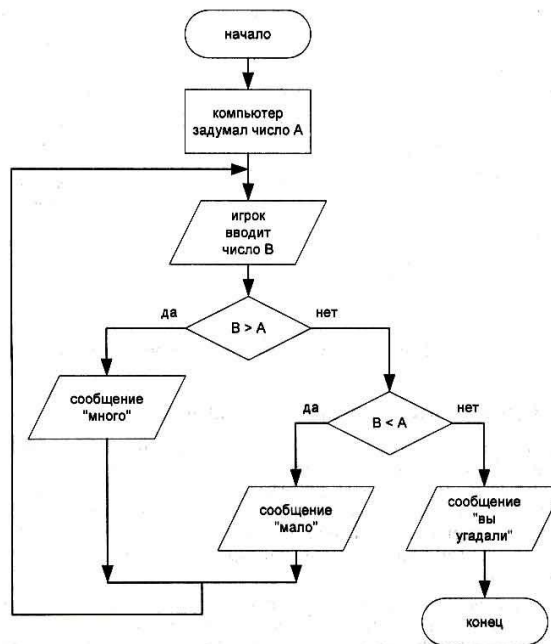 начало
компьютер
задумал число A
игрок
вводит
число B
да
нет
B > A
сообщение
"много"
да
нет
B < A
сообщение
"мало"
сообщение
"вы
угадали"
конец